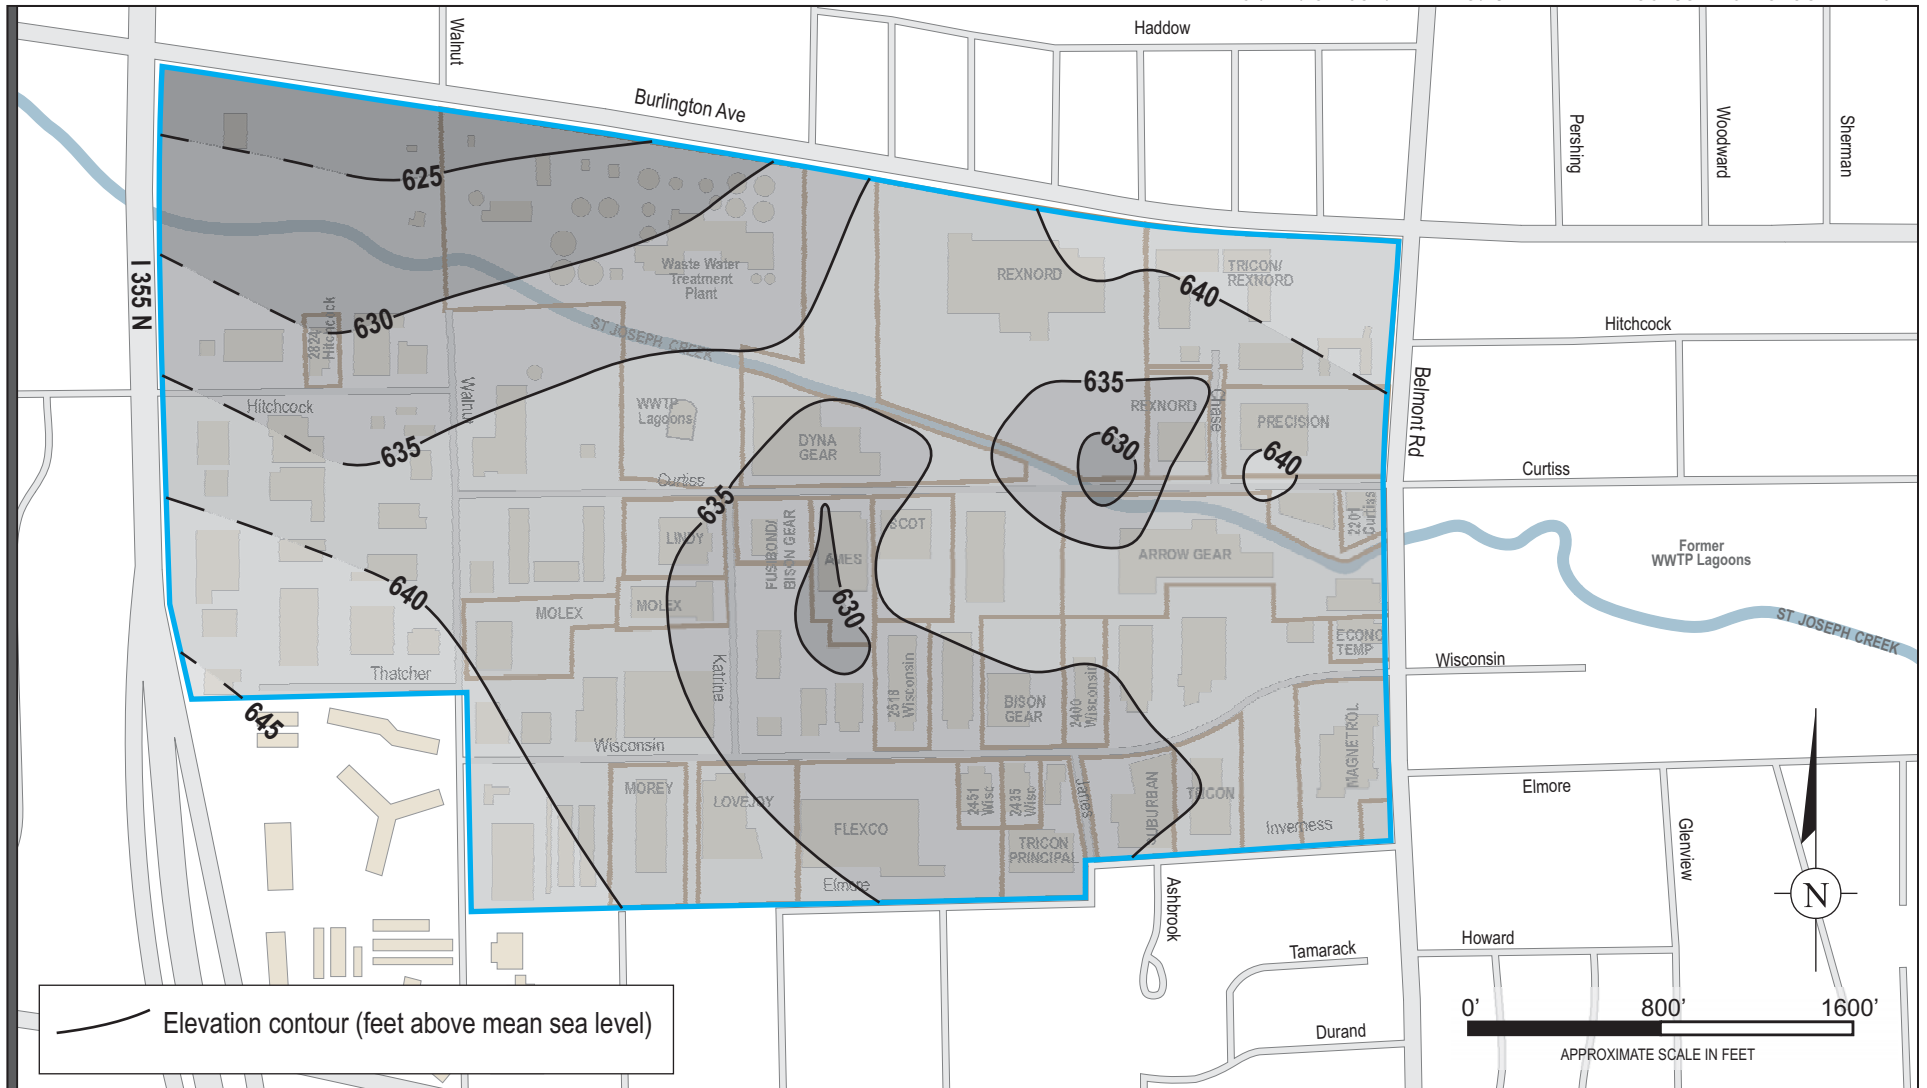 Haddow
Walnut
Burlington Ave
Pershing
Woodward
Sherman
625
I 355 N
Waste Water
Treatment
Plant
REXNORD
TRICON/
REXNORD
640
630
2824
Hitchcock
ST JOSEPH CREEK
Hitchcock
Hitchcock
Walnut
WWTP
Lagoons
635
REXNORD
Chase
PRECISION
Belmont Rd
635
DYNA
GEAR
630
640
Curtiss
Curtiss
635
LINDY
FUSIBOND/
BISON GEAR
AMES
SCOT
ARROW GEAR
2201
Curtiss
Former
WWTP Lagoons
640
MOLEX
MOLEX
630
ECONO
TEMP
ST JOSEPH CREEK
Thatcher
Katrine
2518
Wisconsin
BISON
GEAR
2400
Wisconsin
Wisconsin
645
Wisconsin
MAGNETROL
MOREY
LOVEJOY
FLEXCO
2451
Wisc.
2435
Wisc
Janes
SUBURBAN
TRICON
Elmore
Inverness
TRICON
PRINCIPAL
Elmore
Glenview
Ashbrook
N
Howard
Tamarack
Durand
Elevation contour (feet above mean sea level)
0' 800' 1600'
APPROXIMATE SCALE IN FEET